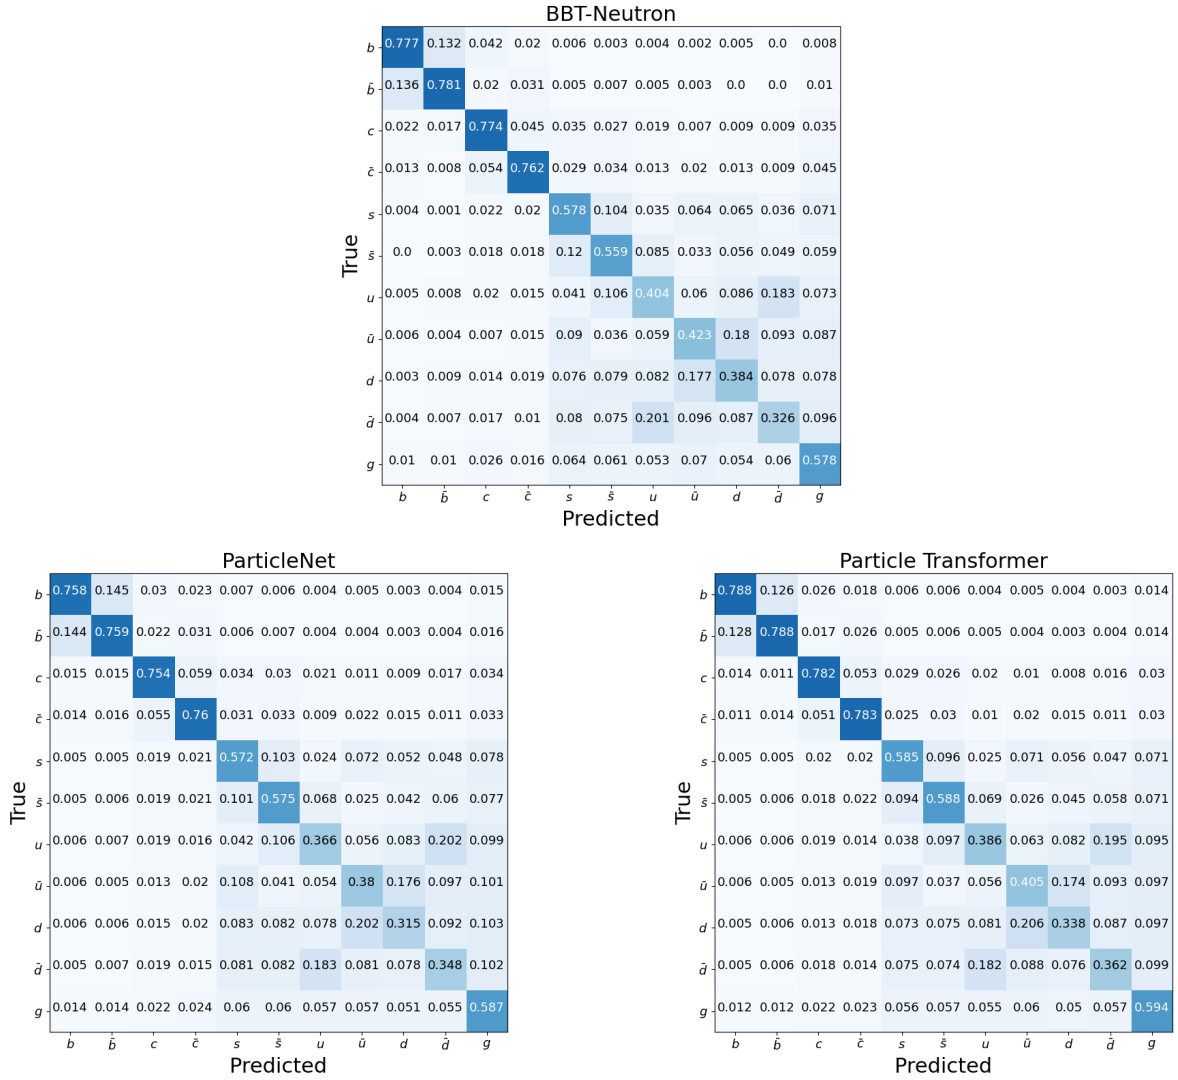 BBT-Neutron
b 0.777 0.132 0.042 0.02 0.006 0.003 0.004 0.002 0.005 0.0 0.008
b̄ 0.136 0.781 0.02 0.031 0.005 0.007 0.005 0.003 0.0 0.0 0.01
c 0.022 0.017 0.774 0.045 0.035 0.027 0.019 0.007 0.009 0.009 0.035
c̄ 0.013 0.008 0.054 0.762 0.029 0.034 0.013 0.02 0.013 0.009 0.045
s 0.004 0.001 0.022 0.02 0.578 0.104 0.035 0.064 0.065 0.036 0.071
s̄ 0.0 0.003 0.018 0.018 0.12 0.559 0.085 0.033 0.056 0.049 0.059
u 0.005 0.008 0.02 0.015 0.041 0.106 0.404 0.06 0.086 0.183 0.073
ū 0.006 0.004 0.007 0.015 0.09 0.036 0.059 0.423 0.18 0.093 0.087
d 0.003 0.009 0.014 0.019 0.076 0.079 0.082 0.177 0.384 0.078 0.078
d̄ 0.004 0.007 0.017 0.01 0.08 0.075 0.201 0.096 0.087 0.326 0.096
g 0.01 0.01 0.026 0.016 0.064 0.061 0.053 0.07 0.054 0.06 0.578
b b̄ c c̄ s s̄ u ū d d̄ g
True
Predicted
ParticleNet
b 0.758 0.145 0.03 0.023 0.007 0.006 0.004 0.005 0.003 0.004 0.015
b̄ 0.144 0.759 0.022 0.031 0.006 0.007 0.004 0.004 0.003 0.004 0.016
c 0.015 0.015 0.754 0.059 0.034 0.03 0.021 0.011 0.009 0.017 0.034
c̄ 0.014 0.016 0.055 0.76 0.031 0.033 0.009 0.022 0.015 0.011 0.033
s 0.005 0.005 0.019 0.021 0.572 0.103 0.024 0.072 0.052 0.048 0.078
s̄ 0.005 0.006 0.019 0.021 0.101 0.575 0.068 0.025 0.042 0.06 0.077
u 0.006 0.007 0.019 0.016 0.042 0.106 0.366 0.056 0.083 0.202 0.099
ū 0.006 0.005 0.013 0.02 0.108 0.041 0.054 0.38 0.176 0.097 0.101
d 0.006 0.006 0.015 0.02 0.083 0.082 0.078 0.202 0.315 0.092 0.103
d̄ 0.005 0.007 0.019 0.015 0.081 0.082 0.183 0.081 0.078 0.348 0.102
g 0.014 0.014 0.022 0.024 0.06 0.06 0.057 0.057 0.051 0.055 0.587
b b̄ c c̄ s s̄ u ū d d̄ g
True
Predicted
Particle Transformer
b 0.788 0.126 0.026 0.018 0.006 0.006 0.004 0.005 0.004 0.003 0.014
b̄ 0.128 0.788 0.017 0.026 0.005 0.006 0.005 0.004 0.003 0.004 0.014
c 0.014 0.011 0.782 0.053 0.029 0.026 0.02 0.01 0.008 0.016 0.03
c̄ 0.011 0.014 0.051 0.783 0.025 0.03 0.01 0.02 0.015 0.011 0.03
s 0.005 0.005 0.02 0.02 0.585 0.096 0.025 0.071 0.056 0.047 0.071
s̄ 0.005 0.006 0.018 0.022 0.094 0.588 0.069 0.026 0.045 0.058 0.071
u 0.006 0.006 0.019 0.014 0.038 0.097 0.386 0.063 0.082 0.195 0.095
ū 0.006 0.005 0.013 0.019 0.097 0.037 0.056 0.405 0.174 0.093 0.097
d 0.005 0.006 0.013 0.018 0.073 0.075 0.081 0.206 0.338 0.087 0.097
d̄ 0.005 0.006 0.018 0.014 0.075 0.074 0.182 0.088 0.076 0.362 0.099
g 0.012 0.012 0.022 0.023 0.056 0.057 0.055 0.06 0.05 0.057 0.594
b b̄ c c̄ s s̄ u ū d d̄ g
True
Predicted